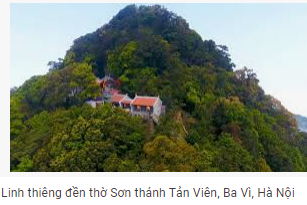 Linh thiêng đền thờ Sơn thánh Tản Viên, Ba Vì, Hà Nội